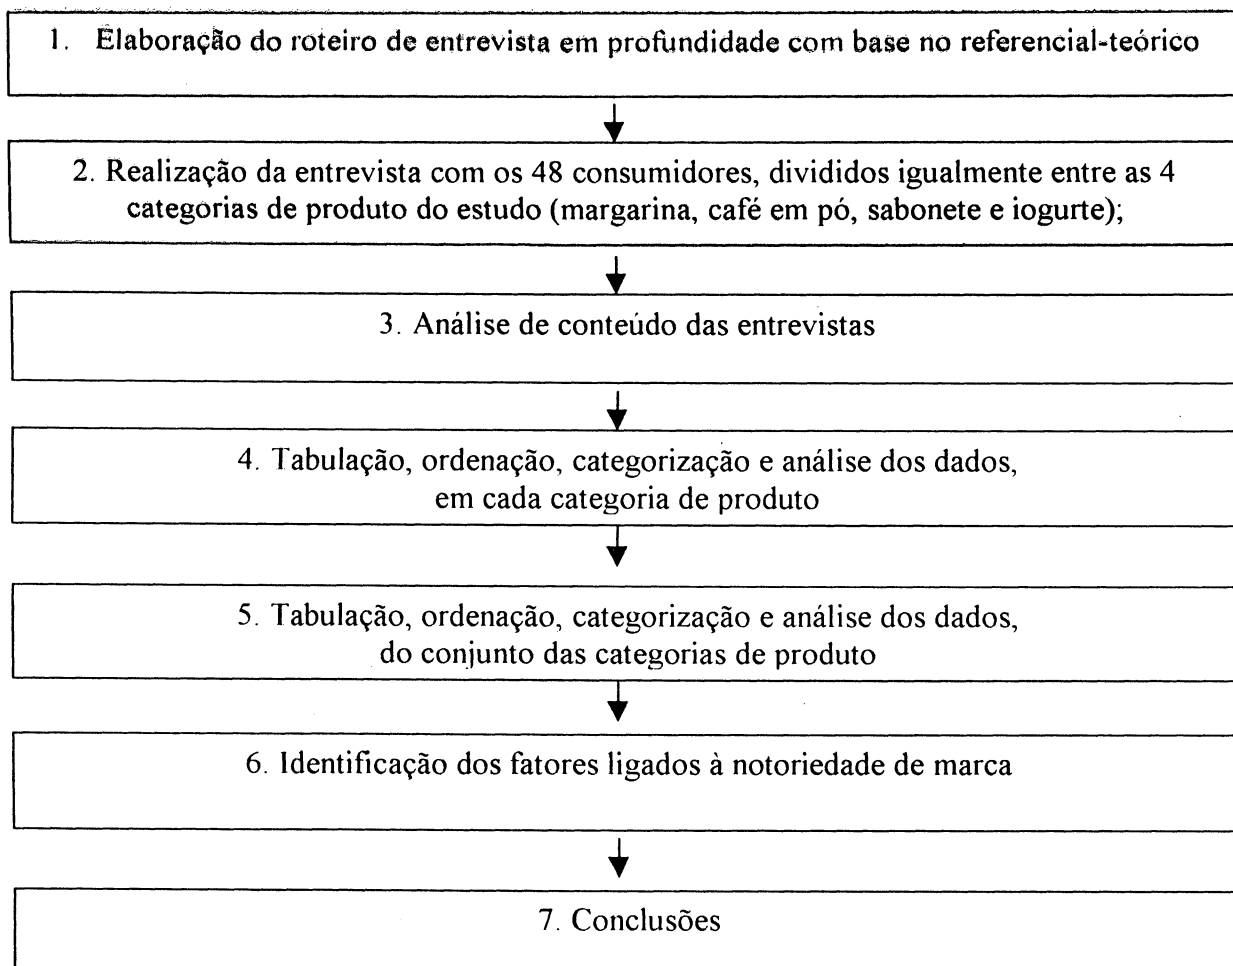 1. Elaboração do roteiro de entrevista em profundidade com base no referencial-teórico
2. Realização da entrevista com os 48 consumidores, divididos igualmente entre as 4
categorias de produto do estudo (margarina, café em pó, sabonete e iogurte);
3. Análise de conteúdo das entrevistas
4. Tabulação, ordenação, categorização e análise dos dados,
em cada categoria de produto
5. Tabulação, ordenação, categorização e análise dos dados,
do conjunto das categorias de produto
6. Identificação dos fatores ligados à notoriedade de marca
7. Conclusões